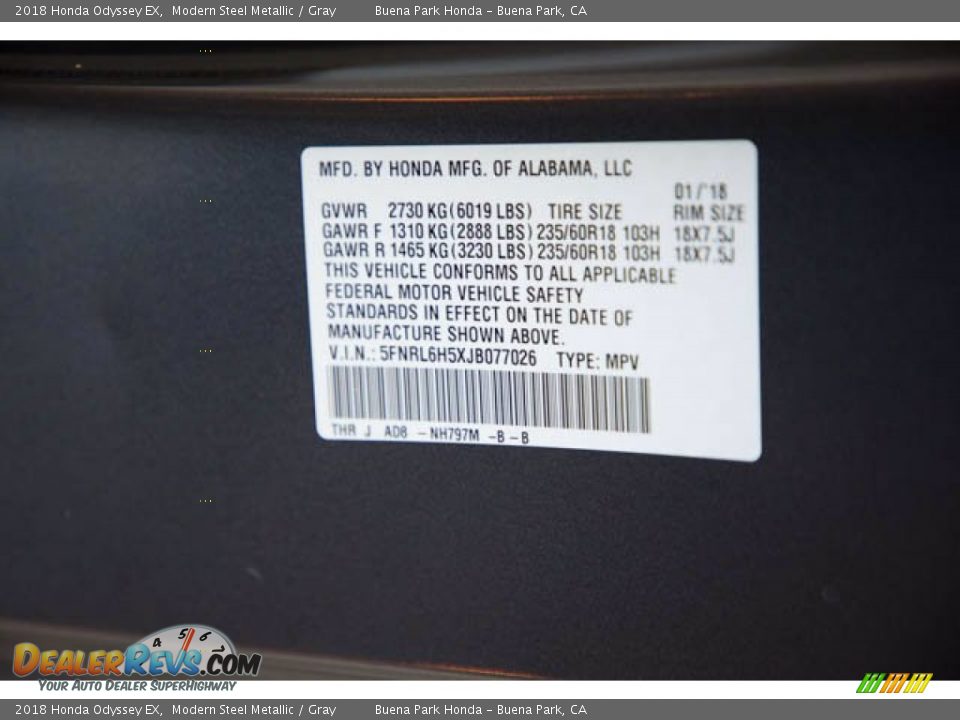 2018 Honda Odyssey EX,  Modern Steel Metallic / Gray  Buena Park Honda - Buena Park, CA
MFD. BY HONDA MFG. OF ALABAMA, LLC
01/'18
GVWR 2730 KG(6019 LBS) TIRE SIZE RIM SIZE
GAWR F 1310 KG(2888 LBS) 235/60R18 103H 18X7.5J
GAWR R 1465 KG(3230 LBS) 235/60R18 103H 18X7.5J
THIS VEHICLE CONFORMS TO ALL APPLICABLE
FEDERAL MOTOR VEHICLE SAFETY
STANDARDS IN EFFECT ON THE DATE OF
MANUFACTURE SHOWN ABOVE.
V.I.N.: 5FNRL6H5XJB077026 TYPE: MPV
THR J AD8 - NH797M -B-B
4 5 6 7
DEALERREVS.COM
YOUR AUTO DEALER SUPERHIGHWAY
2018 Honda Odyssey EX,  Modern Steel Metallic / Gray  Buena Park Honda - Buena Park, CA